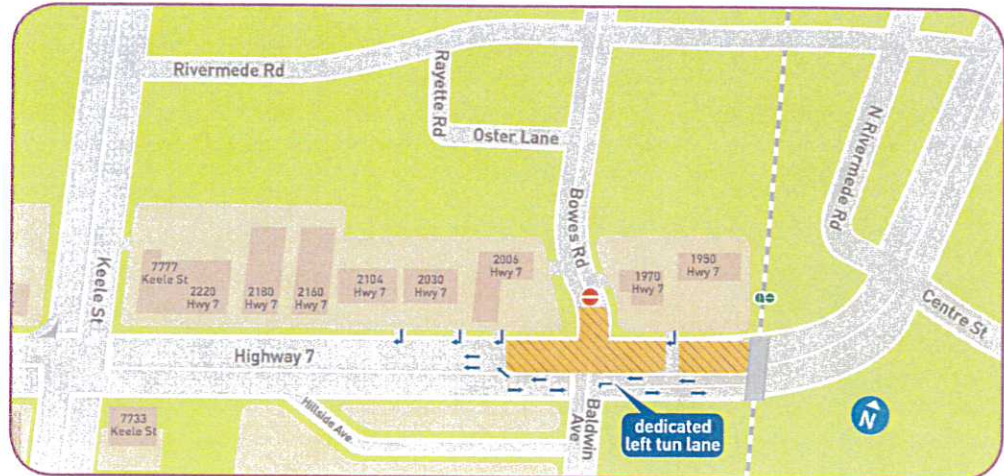 Rivermede Rd
Rayette Rd
Oster Lane
N Rivermede Rd
Keele St
Bowes Rd
7777
Keele St
2220
Hwy 7
2180
Hwy 7
2160
Hwy 7
2104
Hwy 7
2030
Hwy 7
2006
Hwy 7
1970
Hwy 7
1950
Hwy 7
Centre St
Highway 7
7733
Keele St
Hillside Ave
Baldwin
Ave
dedicated
left tun lane
N